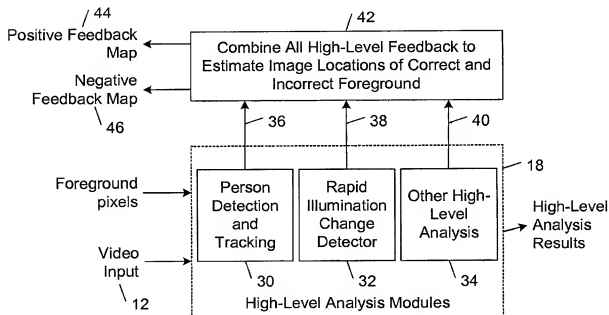 44
42
Positive Feedback
Map
Combine All High-Level Feedback to
Estimate Image Locations of Correct and
Incorrect Foreground
Negative
Feedback Map
46
36
38
40
18
Foreground
pixels
Person
Detection
and
Tracking
Rapid
Illumination
Change
Detector
Other High-
Level
Analysis
High-Level
Analysis
Results
Video
Input
12
30
32
34
High-Level Analysis Modules